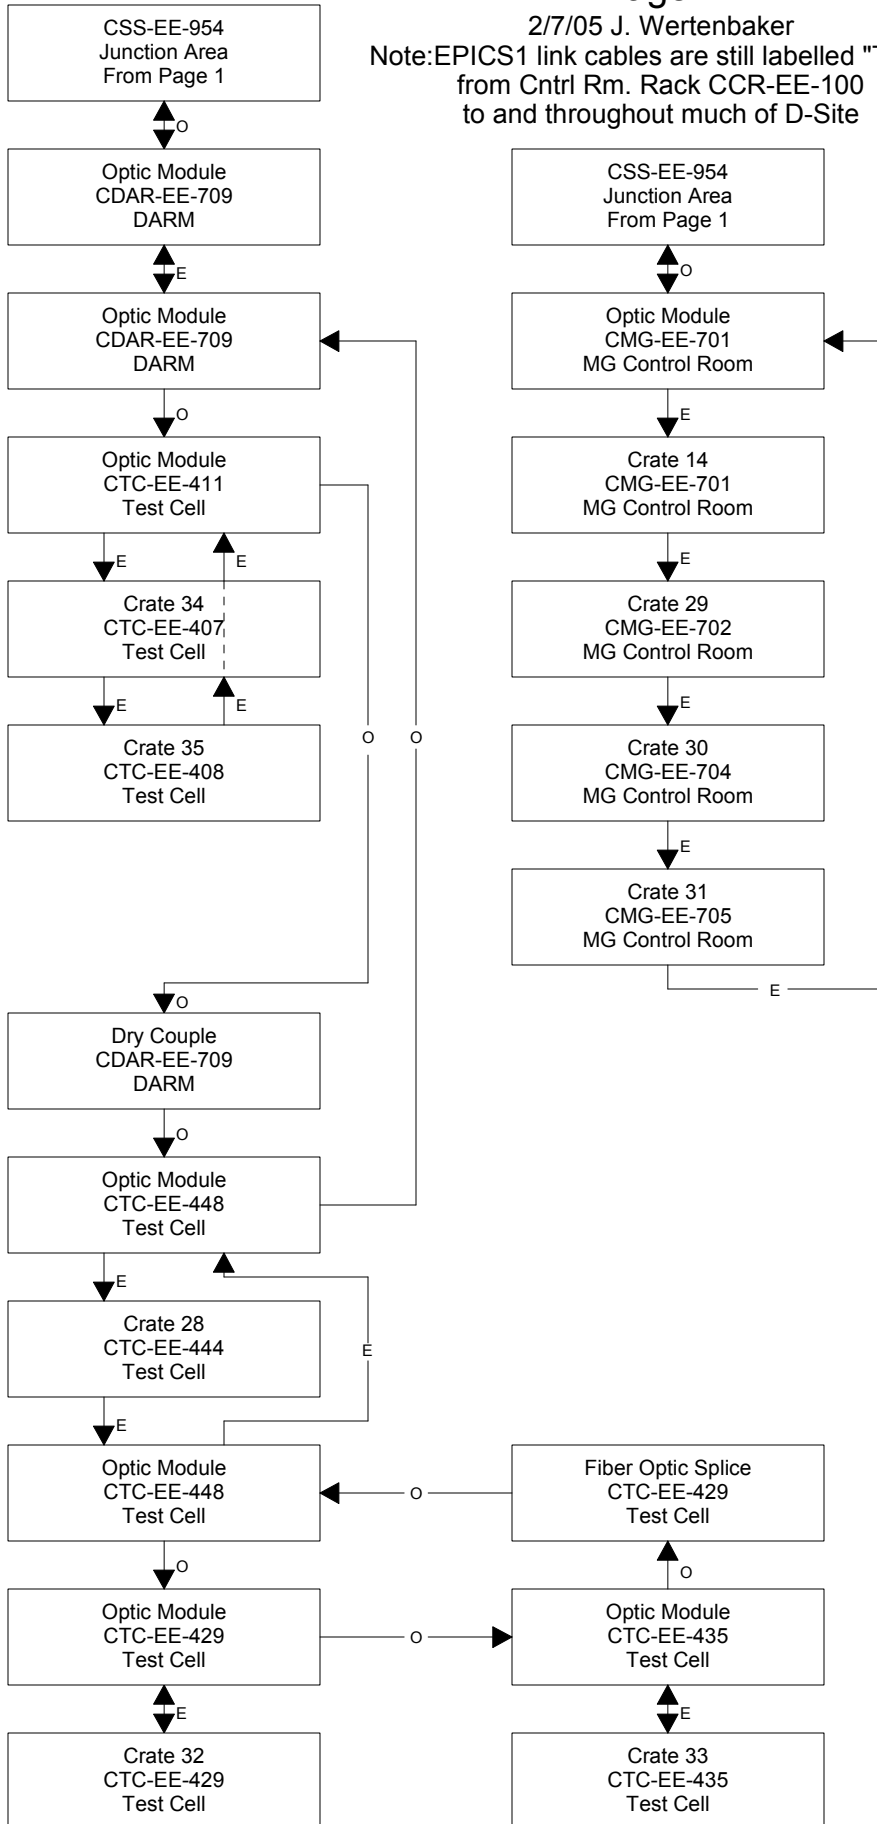 2/7/05 J. Wertenbaker
Note:EPICS1 link cables are still labelled "
from Cntrl Rm. Rack CCR-EE-100
to and throughout much of D-Site
CSS-EE-954
Junction Area
From Page 1
O
Optic Module
CDAR-EE-709
DARM
E
Optic Module
CDAR-EE-709
DARM
O
Optic Module
CTC-EE-411
Test Cell
E
E
Crate 34
CTC-EE-407
Test Cell
E
E
Crate 35
CTC-EE-408
Test Cell
O
O
O
Dry Couple
CDAR-EE-709
DARM
O
Optic Module
CTC-EE-448
Test Cell
E
Crate 28
CTC-EE-444
Test Cell
E
E
Optic Module
CTC-EE-448
Test Cell
O
Optic Module
CTC-EE-429
Test Cell
E
Crate 32
CTC-EE-429
Test Cell
CSS-EE-954
Junction Area
From Page 1
O
Optic Module
CMG-EE-701
MG Control Room
E
Crate 14
CMG-EE-701
MG Control Room
E
Crate 29
CMG-EE-702
MG Control Room
E
Crate 30
CMG-EE-704
MG Control Room
E
Crate 31
CMG-EE-705
MG Control Room
E
O
Fiber Optic Splice
CTC-EE-429
Test Cell
O
O
Optic Module
CTC-EE-435
Test Cell
E
Crate 33
CTC-EE-435
Test Cell